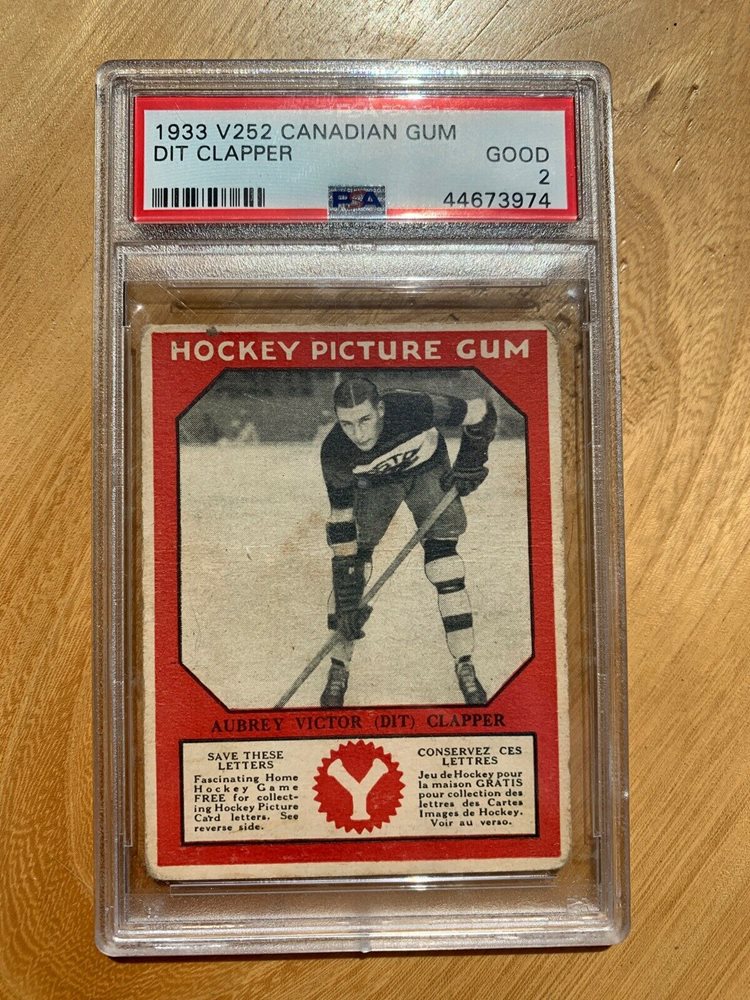 1933 V252 CANADIAN GUM
DIT CLAPPER GOOD
2
PSA 44673974
HOCKEY PICTURE GUM
AUBREY VICTOR (DIT) CLAPPER
SAVE THESE
LETTERS
Fascinating Home
Hockey Game
FREE for collect-
ing Hockey Picture
Card letters. See
reverse side.
Y
CONSERVEZ CES
LETTRES
Jeu de Hockey pour
la maison GRATIS
pour collection des
lettres des Cartes
Images de Hockey.
Voir au verso.